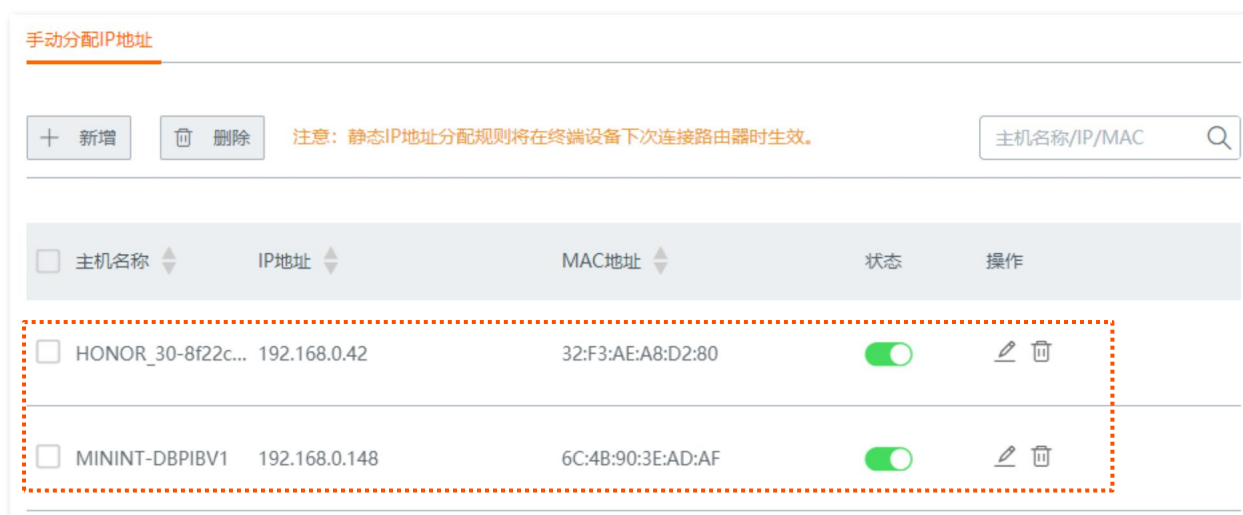 手动分配IP地址
新增 删除 注意：静态IP地址分配规则将在终端设备下次连接路由器时生效。 主机名称/IP/MAC
主机名称 IP地址 MAC地址 状态 操作
HONOR_30-8f22c... 192.168.0.42 32:F3:AE:A8:D2:80
MININT-DBPIBV1 192.168.0.148 6C:4B:90:3E:AD:AF